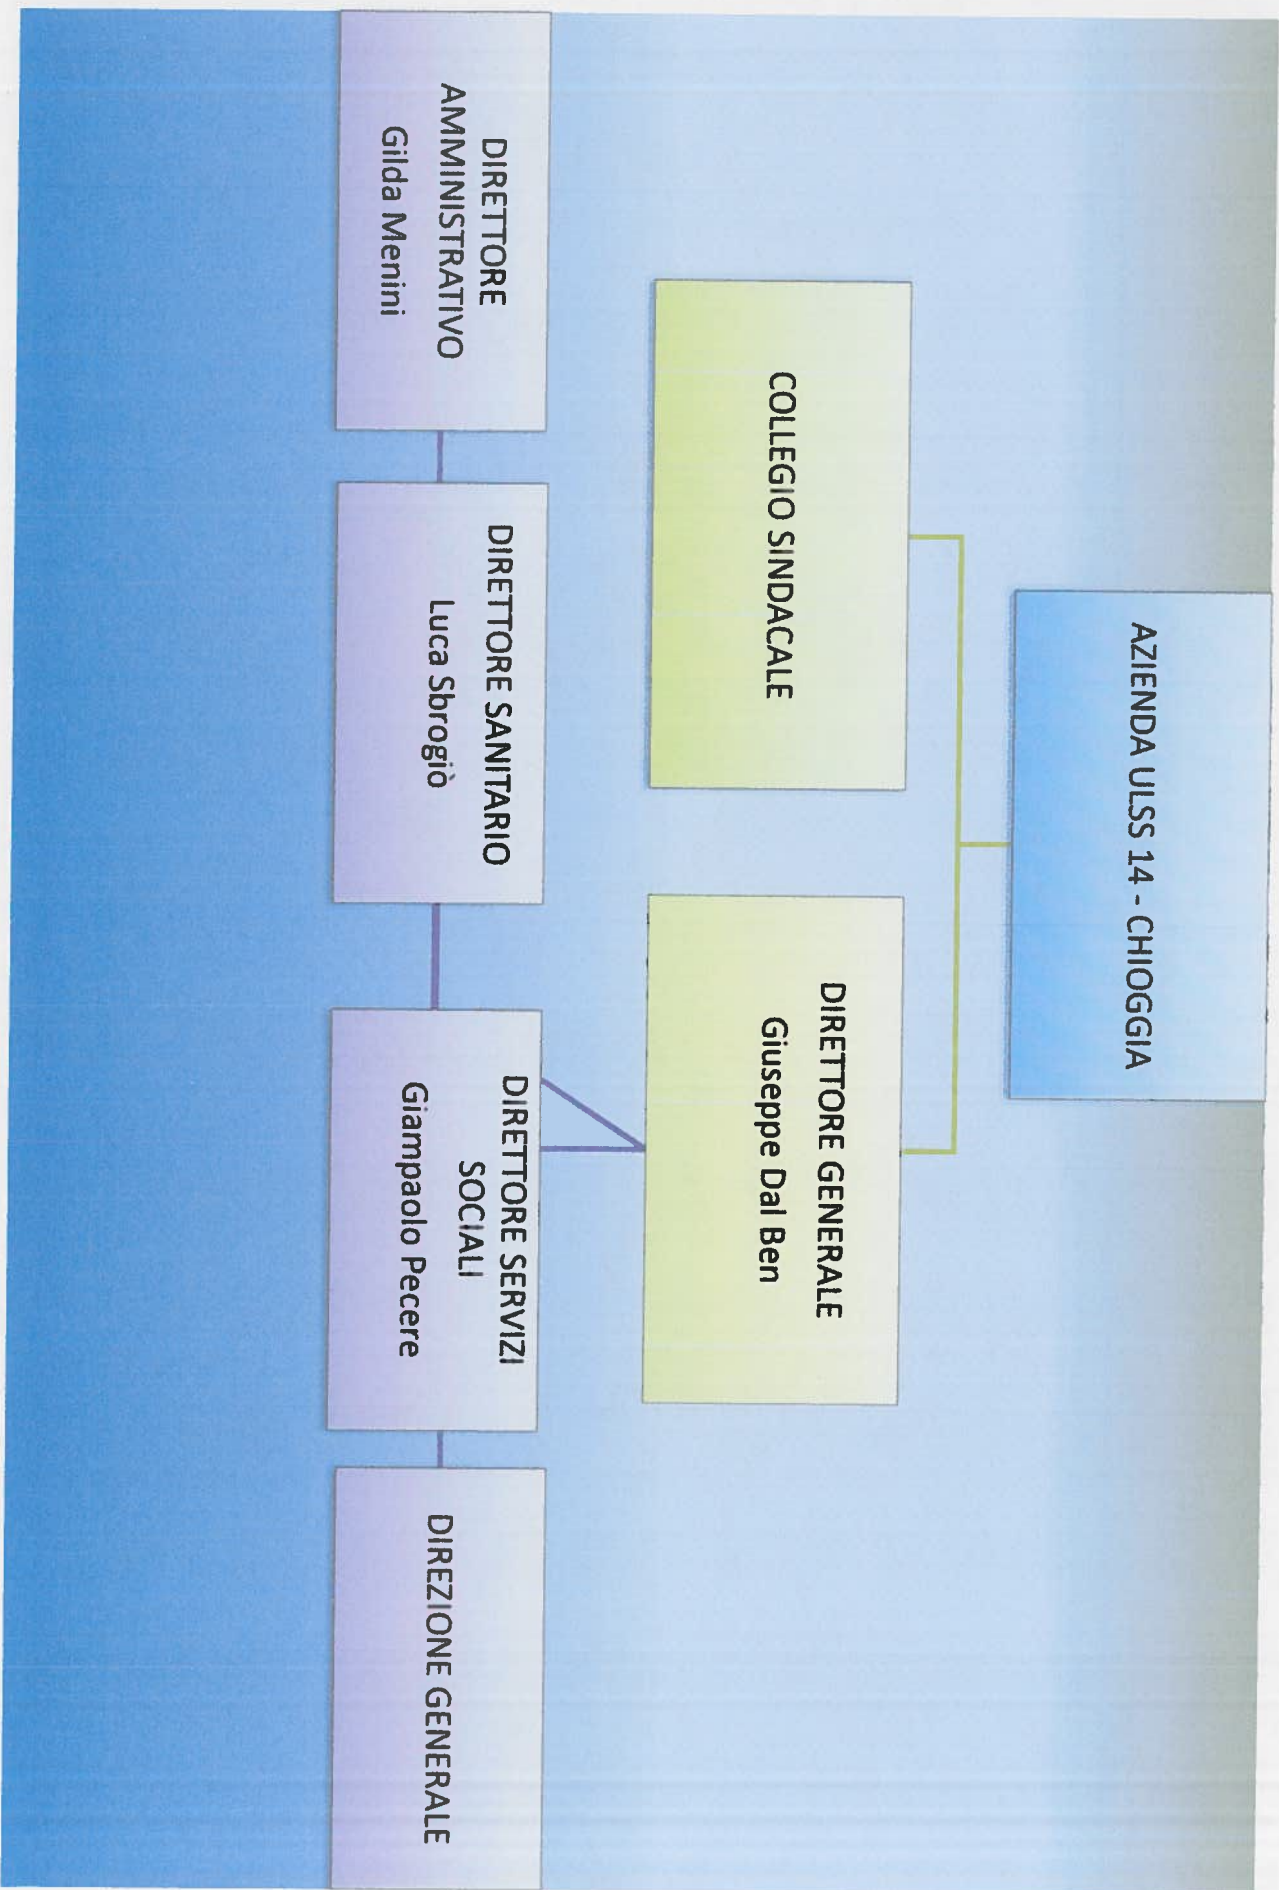 AZIENDA ULSS 14 - CHIOGGIA
COLLEGIO SINDACALE
DIRETTORE GENERALE
Giuseppe Dal Ben
DIRETTORE
AMMINISTRATIVO
Gilda Menini
DIRETTORE SANITARIO
Luca Sbrogiò
DIRETTORE SERVIZI
SOCIALI
Giampaolo Pecere
DIREZIONE GENERALE